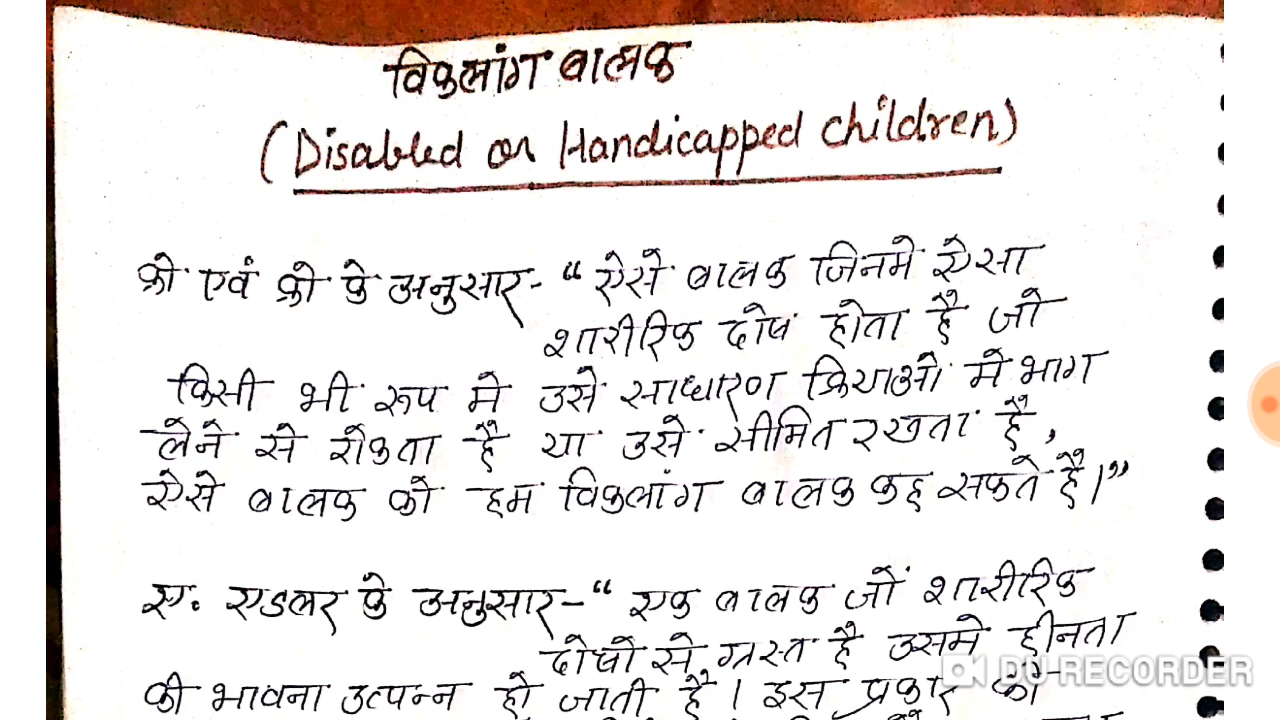 विकलांग बालक
(Disabled or Handicapped children)
क्रो एवं क्रो के अनुसार- “ऐसे बालक जिनमे ऐसा
शारीरिक दोष होता है जो
किसी भी रूप मे उसे साधारण क्रियाओ मे भाग
लेने से रोकता है या उसे सीमित रखता है,
ऐसे बालक को हम विकलांग बालक कह सकते है।”
ए. एडलर के अनुसार- “एक बालक जो शारीरिक
दोषो से ग्रस्त है उसमे हीनता
की भावना उत्पन्न हो जाती है। इस प्रकार का
DU RECORDER